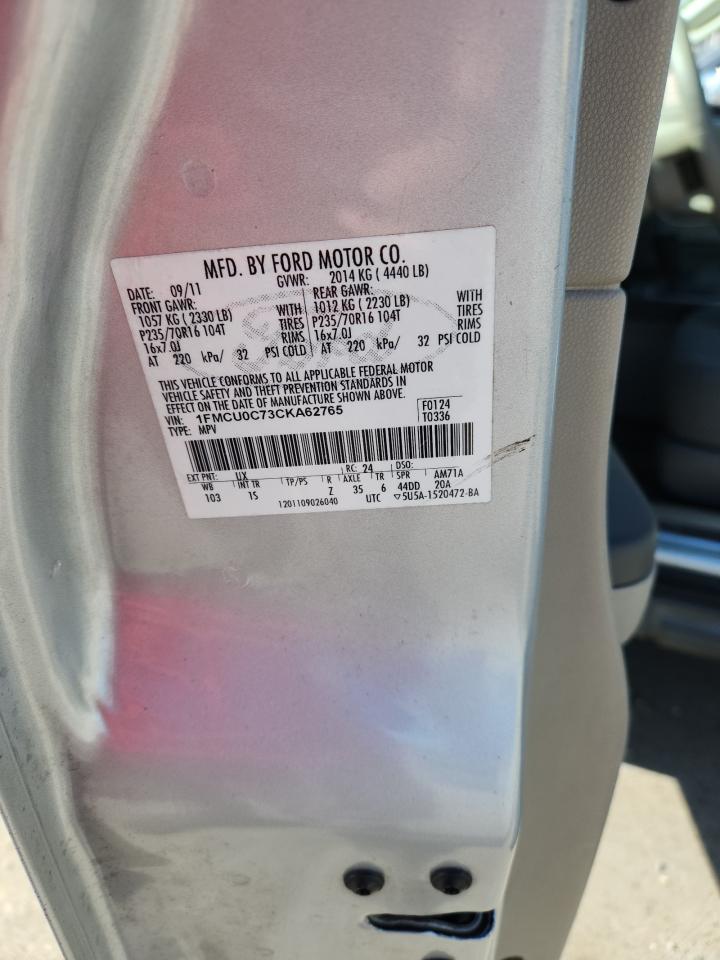 MFD. BY FORD MOTOR CO.
DATE: 09/11 GVWR: 2014 KG ( 4440 LB)
FRONT GAWR: REAR GAWR:
1057 KG ( 2330 LB) WITH 1012 KG ( 2230 LB) WITH
P235/70R16 104T TIRES P235/70R16 104T TIRES
16x7.0J RIMS 16x7.0J RIMS
AT 220 kPa/ 32 PSI COLD AT 220 kPa/ 32 PSI COLD
Ford
THIS VEHICLE CONFORMS TO ALL APPLICABLE FEDERAL MOTOR
VEHICLE SAFETY AND THEFT PREVENTION STANDARDS IN
EFFECT ON THE DATE OF MANUFACTURE SHOWN ABOVE.
VIN: 1FMCU0C73CKA62765 F0124
TYPE: MPV T0336
EXT PNT: UX RC: 24 DSO:
WB INT TR TP/PS R AXLE TR SPR AM71A
103 1S Z 35 6 44DD 20A
1201109026040 UTC ▽5U5A-1520472-BA